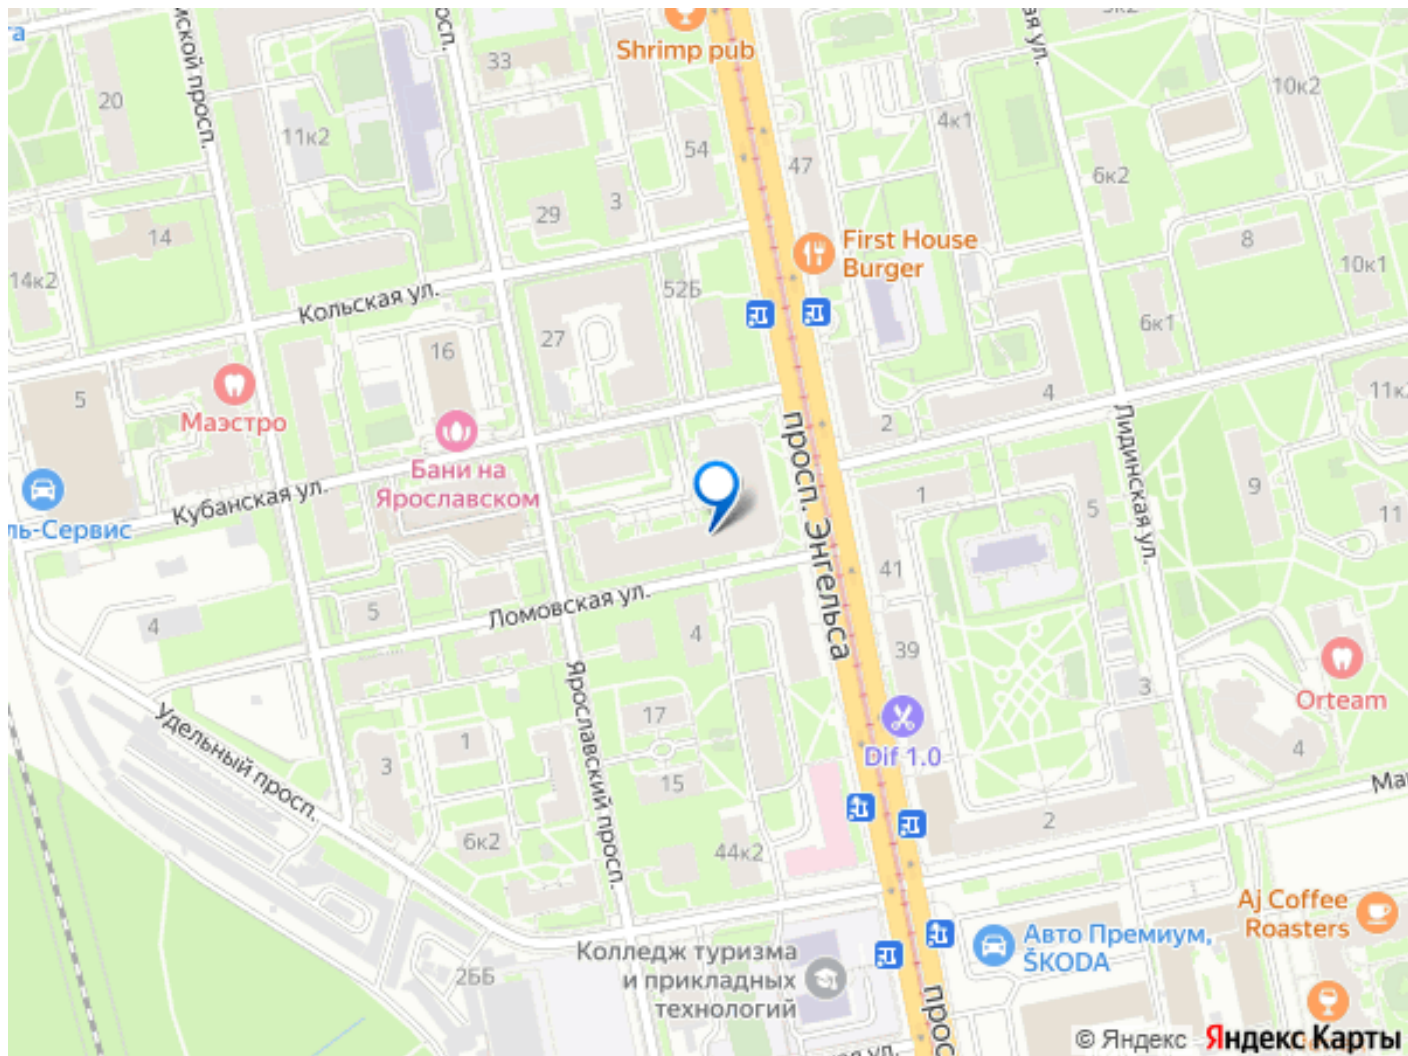 Shrimp pub
33
20
11к2
54
47
4к1
10к2
6к2
29
3
14
First House
Burger
8
10к1
14к2
52Б
Кольская ул.
27
16
6к1
5
Маэстро
4
2
11к
просп. Энгельса
Лидинская ул.
Бани на
Ярославском
Кубанская ул.
ль-Сервис
1
5
9
11
41
Ломовская ул.
5
4
4
39
Ярославский просп.
Orteam
3
17
Удельный просп.
1
3
Dif 1.0
4
15
2
6к2
44к2
Aj Coffee
Roasters
Авто Премиум,
ŠKODA
Колледж туризма
и прикладных
технологий
26Б
прос
© Яндекс Яндекс Карты